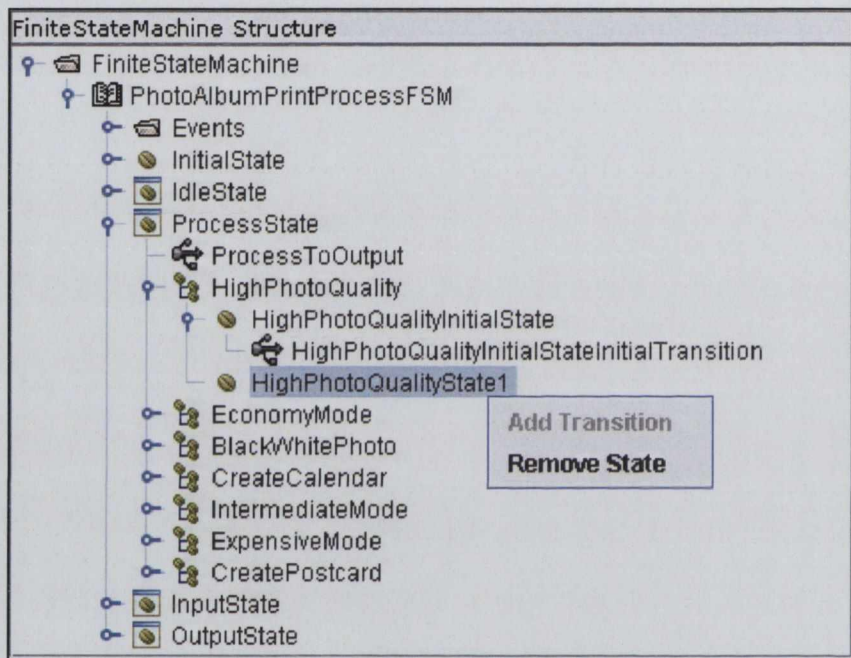 FiniteStateMachine Structure
FiniteStateMachine
PhotoAlbumPrintProcessFSM
Events
InitialState
IdleState
ProcessState
ProcessToOutput
HighPhotoQuality
HighPhotoQualityInitialState
HighPhotoQualityInitialStateInitialTransition
HighPhotoQualityState1
Add Transition
Remove State
EconomyMode
BlackWhitePhoto
CreateCalendar
IntermediateMode
ExpensiveMode
CreatePostcard
InputState
OutputState